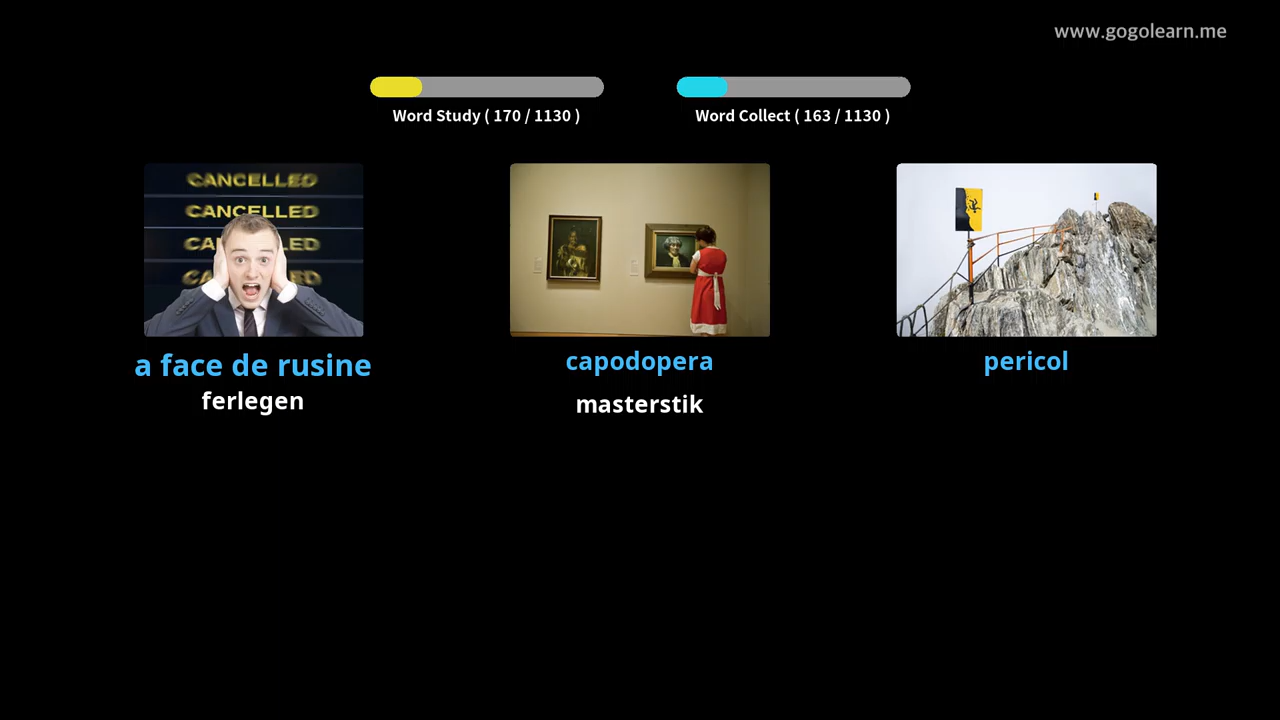 www.gogolearn.me
Word Study ( 170 / 1130 )
Word Collect ( 163 / 1130 )
CANCELLED
CANCELLED
a face de rusine
ferlegen
capodopera
masterstik
pericol